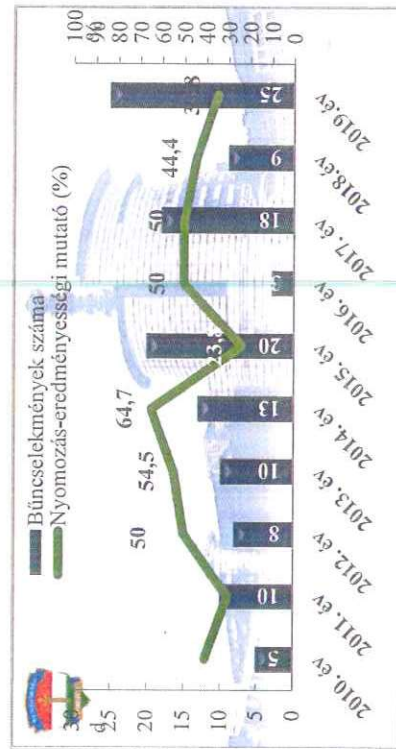 Bűncselekmények száma
Nyomozás-eredményességi mutató (%)
30
d
25
20
15
10
5
0
100
%
90
80
70
60
50
40
30
20
10
0
50
54,5
64,7
50
50
44,4
5
10
8
10
13
20
18
9
25
2010. év
2011. év
2012. év
2013. év
2014. év
2015. év
2016. év
2017. év
2018. év
2019. év